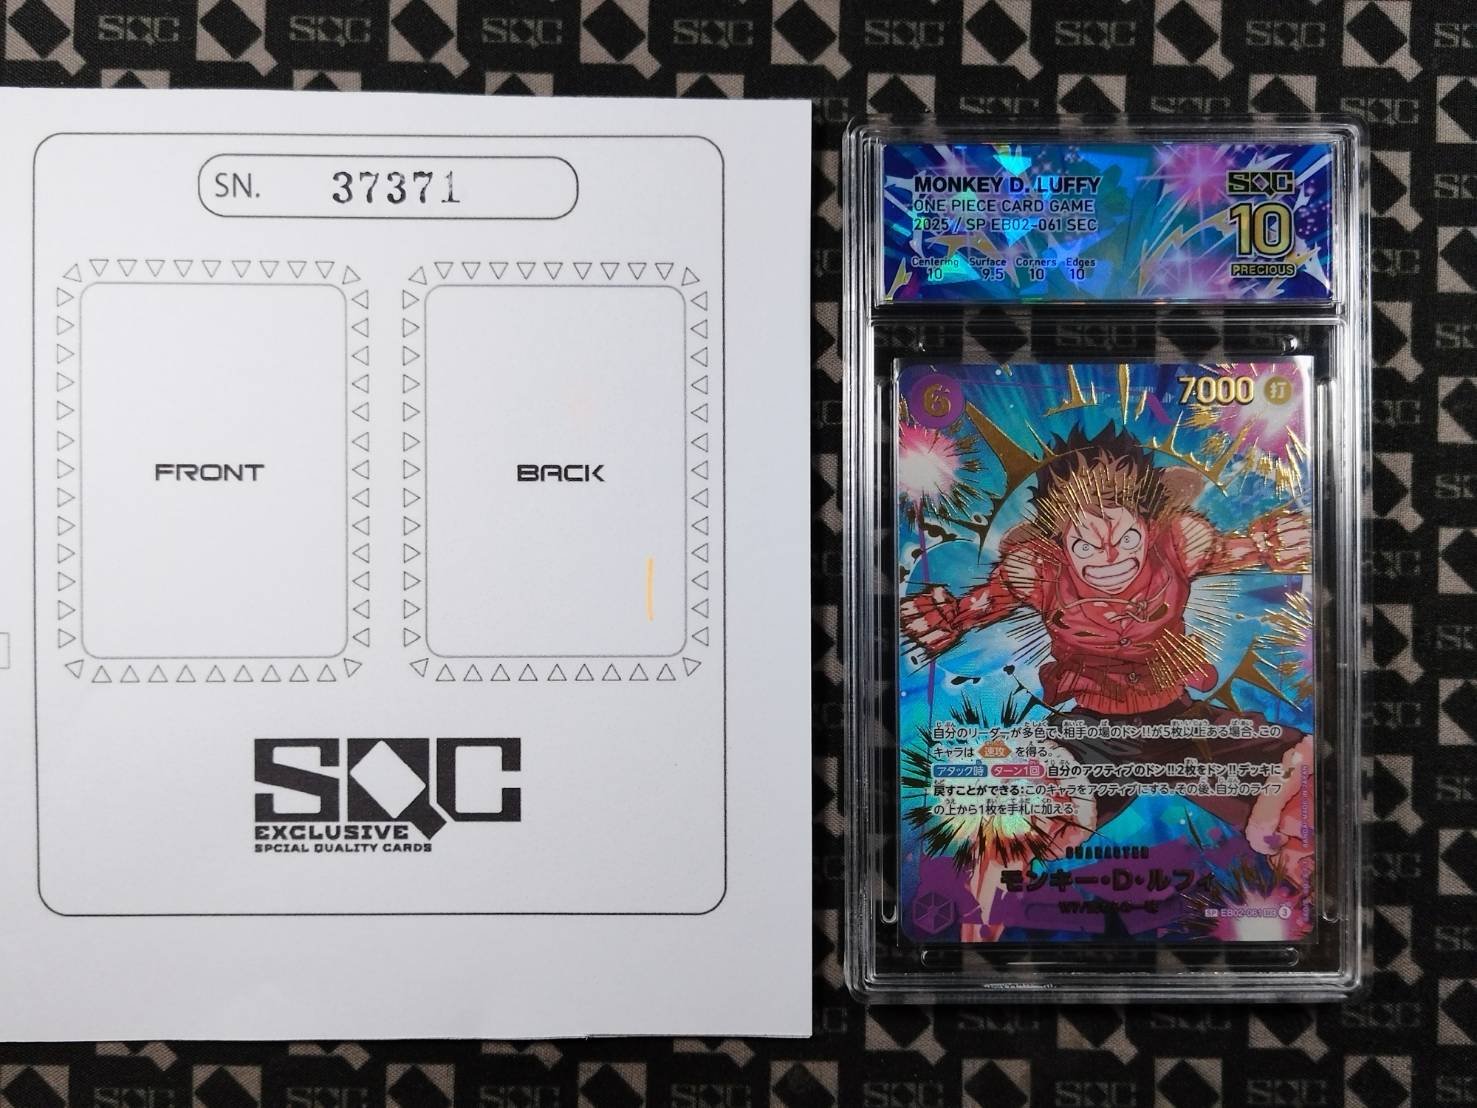 SN. 37371
FRONT
BACK
SQC
EXCLUSIVE
SPCIAL QUALITY CARDS
MONKEY D. LUFFY
ONE PIECE CARD GAME
2025 / SP EB02-061 SEC
Centering Surface Corners Edges
10 9.5 10 10
SQC
10
PRECIOUS
6
7000 打
自分のリーダーが多色で、相手の場のドン!!が5枚以上ある場合、この
キャラは 速攻 を得る。
アタック時 ターン1回 自分のアクティブのドン!!2枚をドン!!デッキに
戻すことができる:このキャラをアクティブにする。その後、自分のライフ
の上から1枚を手札に加える。
CHARACTER
モンキー・D・ルフィ
SP EB02-061 SEC 3